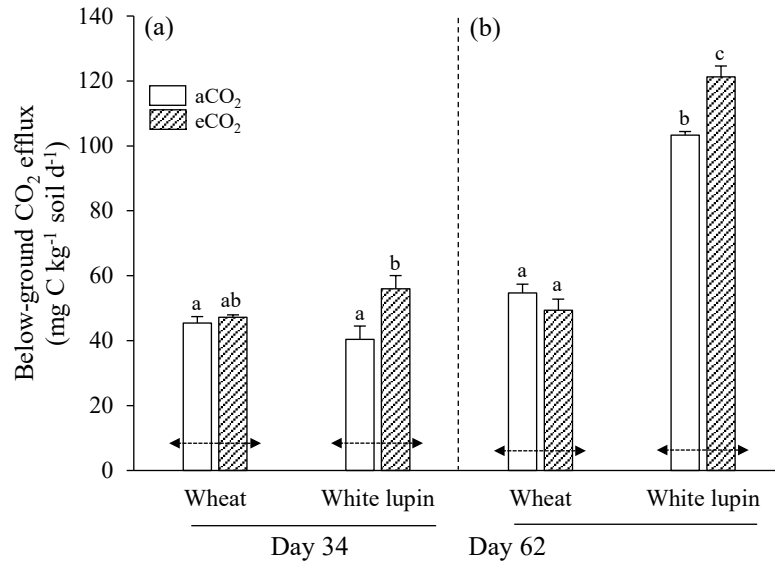 Below-ground CO₂ efflux
(mg C kg⁻¹ soil d⁻¹)
140
120
100
80
60
40
20
0
(a)
(b)
aCO₂
eCO₂
a
ab
a
b
a
a
b
c
Wheat
White lupin
Wheat
White lupin
Day 34
Day 62